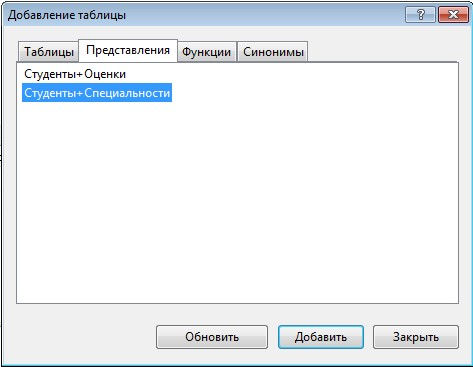 Добавление таблицы
Таблицы Представления Функции Синонимы
Студенты+Оценки
Студенты+Специальности
Обновить Добавить Закрыть